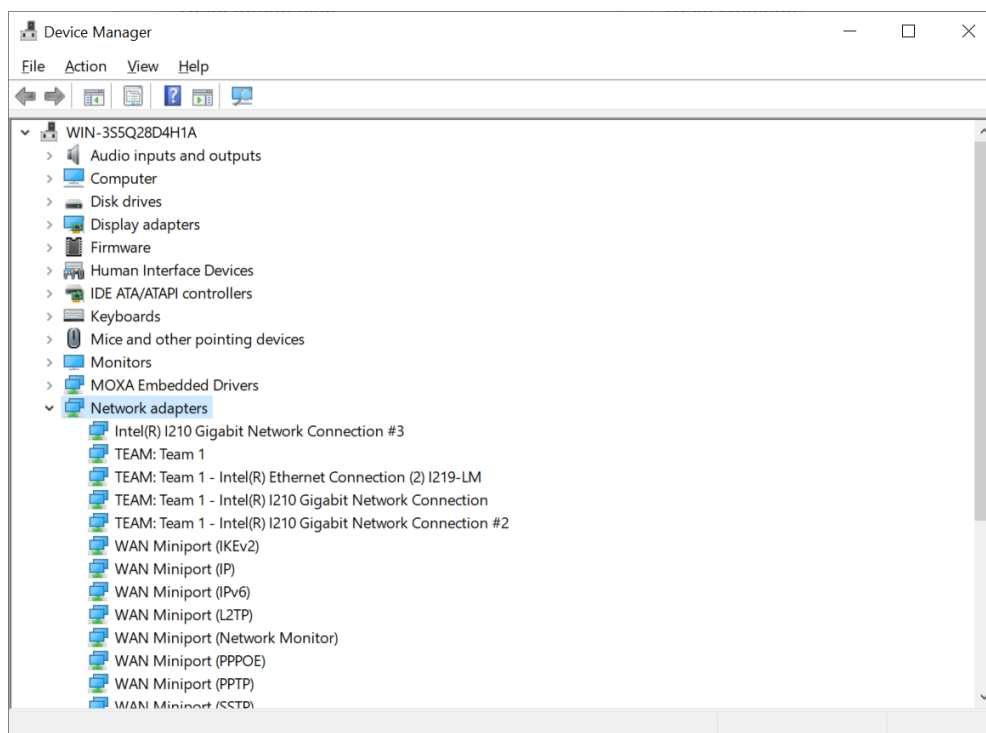 Device Manager
File Action View Help
WIN-3S5Q28D4H1A
Audio inputs and outputs
Computer
Disk drives
Display adapters
Firmware
Human Interface Devices
IDE ATA/ATAPI controllers
Keyboards
Mice and other pointing devices
Monitors
MOXA Embedded Drivers
Network adapters
Intel(R) I210 Gigabit Network Connection #3
TEAM: Team 1
TEAM: Team 1 - Intel(R) Ethernet Connection (2) I219-LM
TEAM: Team 1 - Intel(R) I210 Gigabit Network Connection
TEAM: Team 1 - Intel(R) I210 Gigabit Network Connection #2
WAN Miniport (IKEv2)
WAN Miniport (IP)
WAN Miniport (IPv6)
WAN Miniport (L2TP)
WAN Miniport (Network Monitor)
WAN Miniport (PPPOE)
WAN Miniport (PPTP)
WAN Miniport (SSTP)